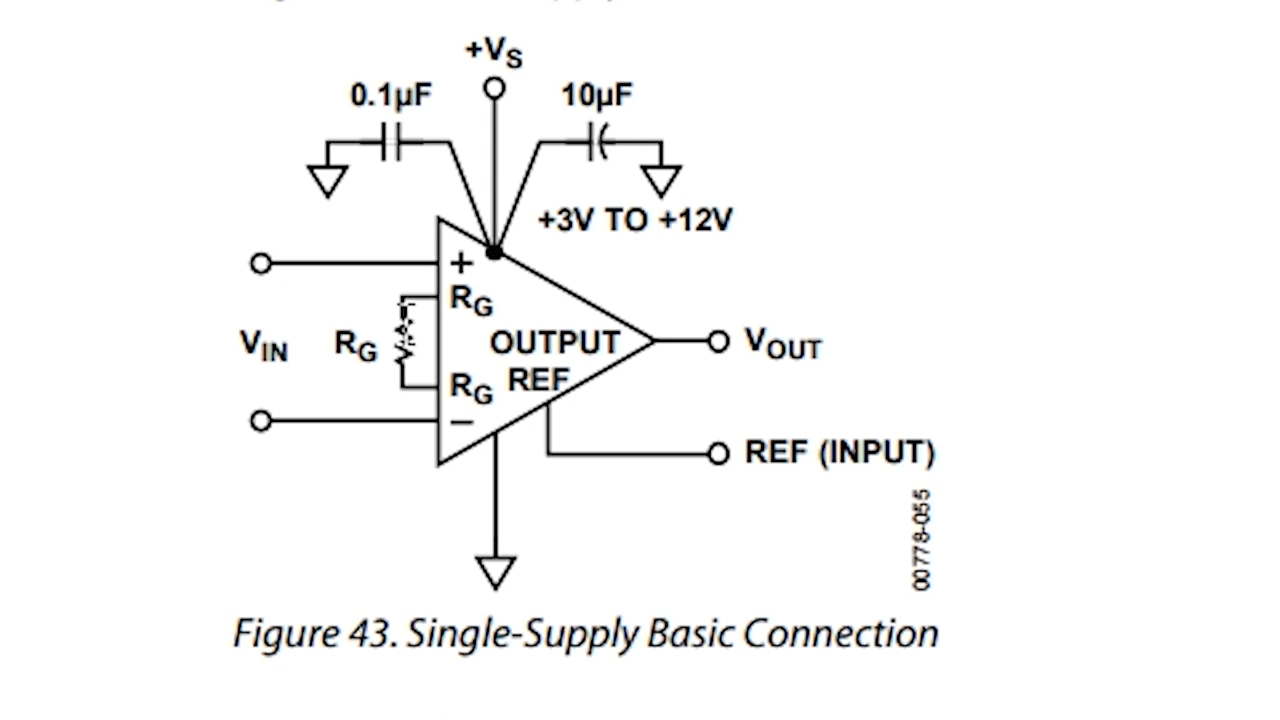 +VS
0.1µF
10µF
+3V TO +12V
+
RG
VIN
RG
OUTPUT
VOUT
RG
REF
−
REF (INPUT)
00778-055
Figure 43. Single-Supply Basic Connection